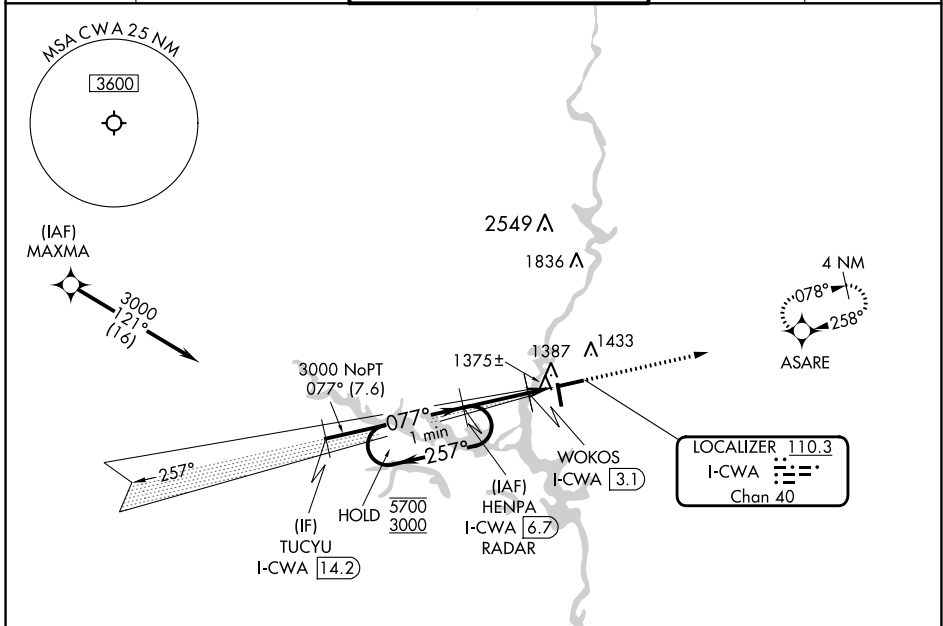 MSA CWA 25 NM
3600
(IAF)
MAXMA
3000
121°
(16)
2549
1836
4 NM
078°
258°
ASARE
1375±
1387
1433
3000 NoPT
077° (7.6)
077°
1 min
257°
257°
LOCALIZER 110.3
I-CWA
Chan 40
WOKOS
I-CWA 3.1
(IAF)
HENPA
I-CWA 6.7
RADAR
HOLD 5700
3000
(IF)
TUCYU
I-CWA 14.2